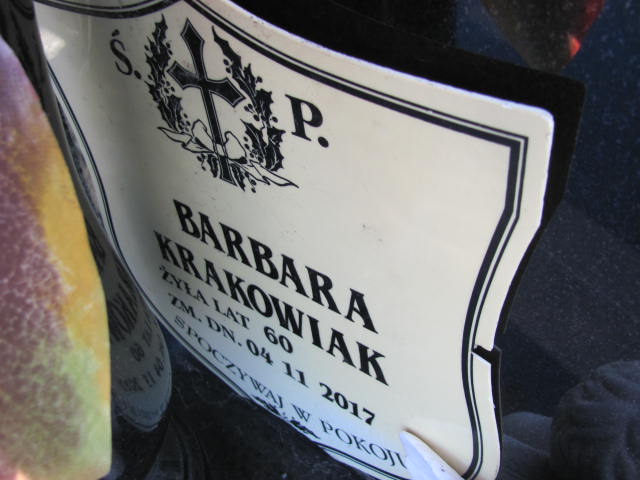 Ś. P.
BARBARA
KRAKOWIAK
ŻYŁA LAT 60
ZM. DN. 04 11 2017
SPOCZYWAJ W POKOJU